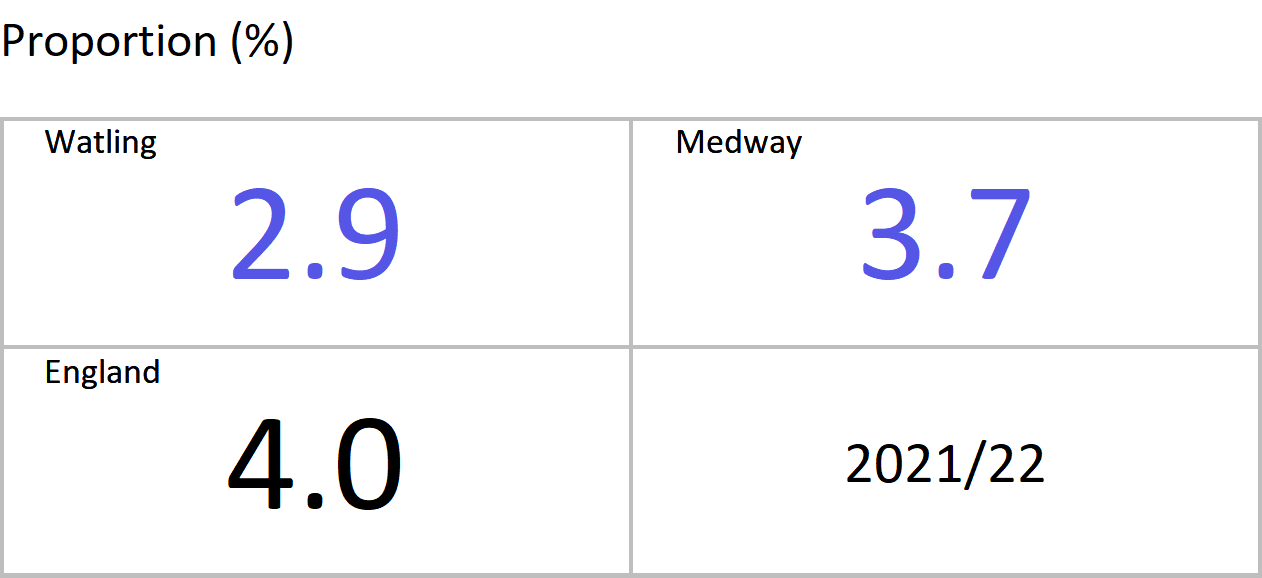 Proportion (%)
Watling
2.9
Medway
3.7
England
4.0
2021/22